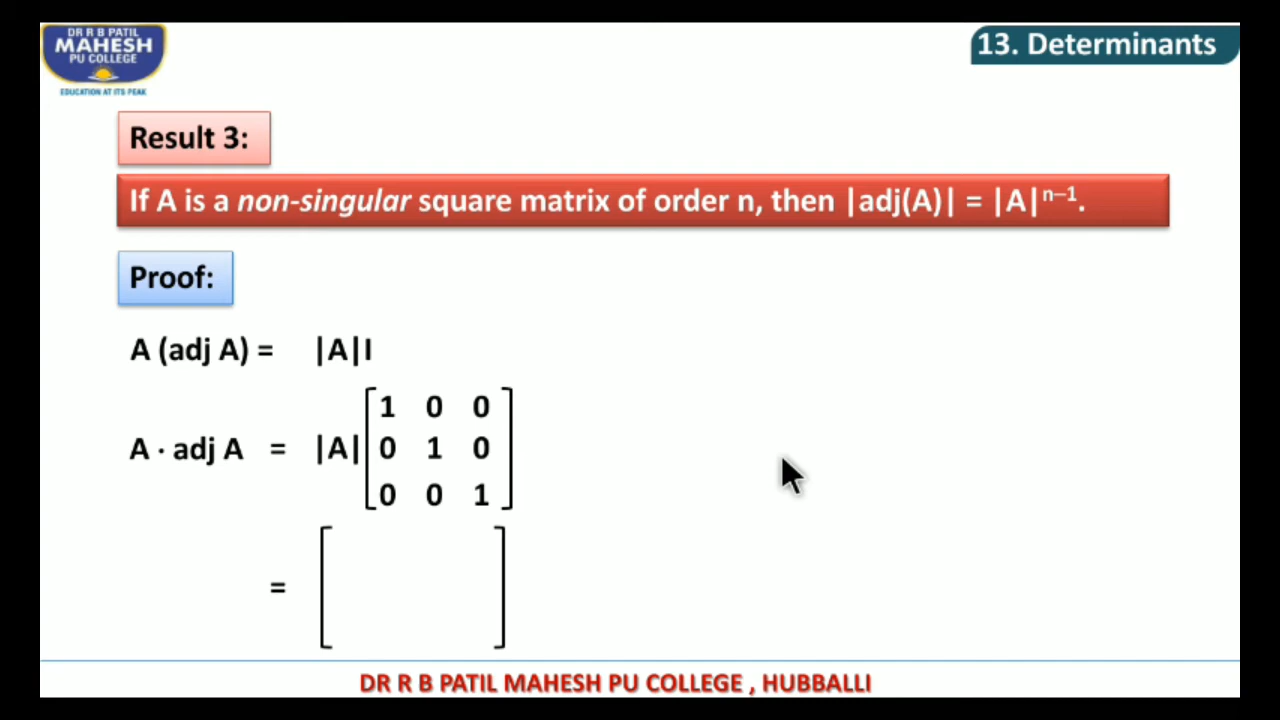 DR R B PATIL
MAHESH
PU COLLEGE
EDUCATION AT ITS PEAK
13. Determinants
Result 3:
If A is a non-singular square matrix of order n, then |adj(A)| = |A|ⁿ⁻¹.
Proof:
A (adj A) = |A|I
1 0 0
A · adj A = |A| 0 1 0
0 0 1
=
DR R B PATIL MAHESH PU COLLEGE , HUBBALLI